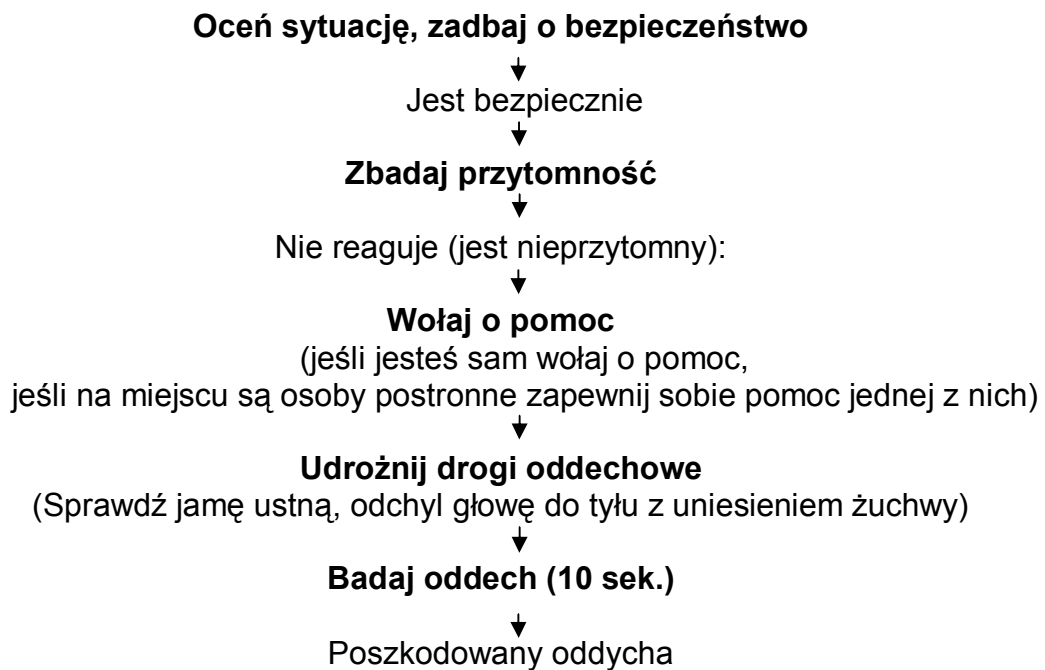 Oceń sytuację, zadbaj o bezpieczeństwo
Jest bezpiecznie
Zbadaj przytomność
Nie reaguje (jest nieprzytomny):
Wołaj o pomoc
(jeśli jesteś sam wołaj o pomoc,
jeśli na miejscu są osoby postronne zapewnij sobie pomoc jednej z nich)
Udrożnij drogi oddechowe
(Sprawdź jamę ustną, odchyl głowę do tyłu z uniesieniem żuchwy)
Badaj oddech (10 sek.)
Poszkodowany oddycha